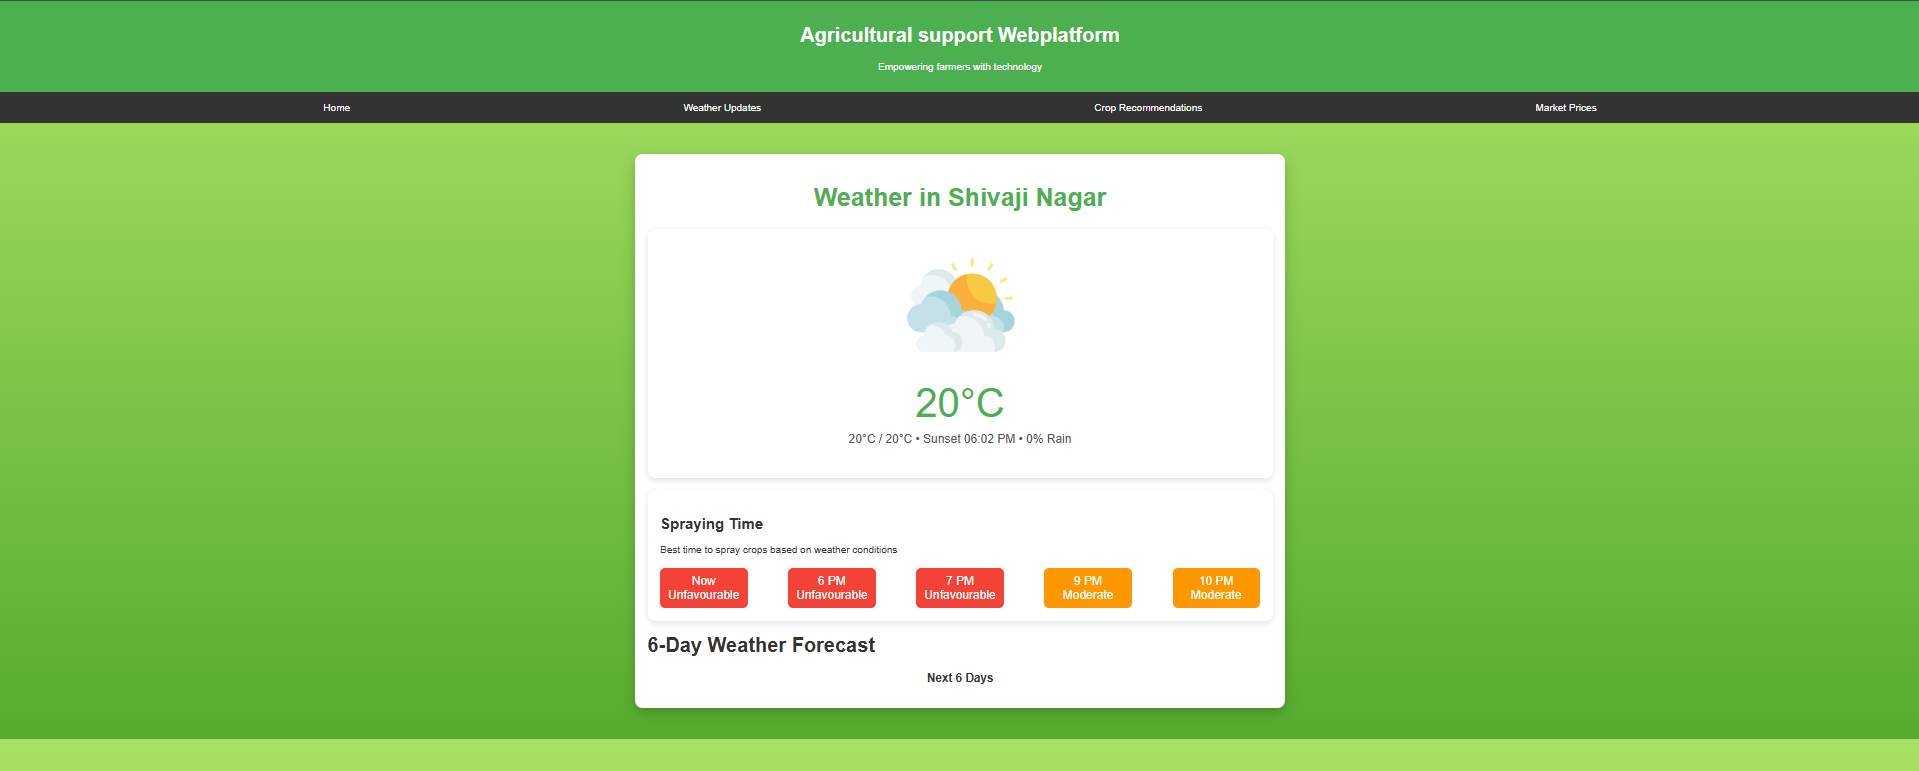 Agricultural support Webplatform
Empowering farmers with technology
Home
Weather Updates
Crop Recommendations
Market Prices
Weather in Shivaji Nagar
20°C
20°C / 20°C • Sunset 06:02 PM • 0% Rain
Spraying Time
Best time to spray crops based on weather conditions
Now
Unfavourable
6 PM
Unfavourable
7 PM
Unfavourable
9 PM
Moderate
10 PM
Moderate
6-Day Weather Forecast
Next 6 Days